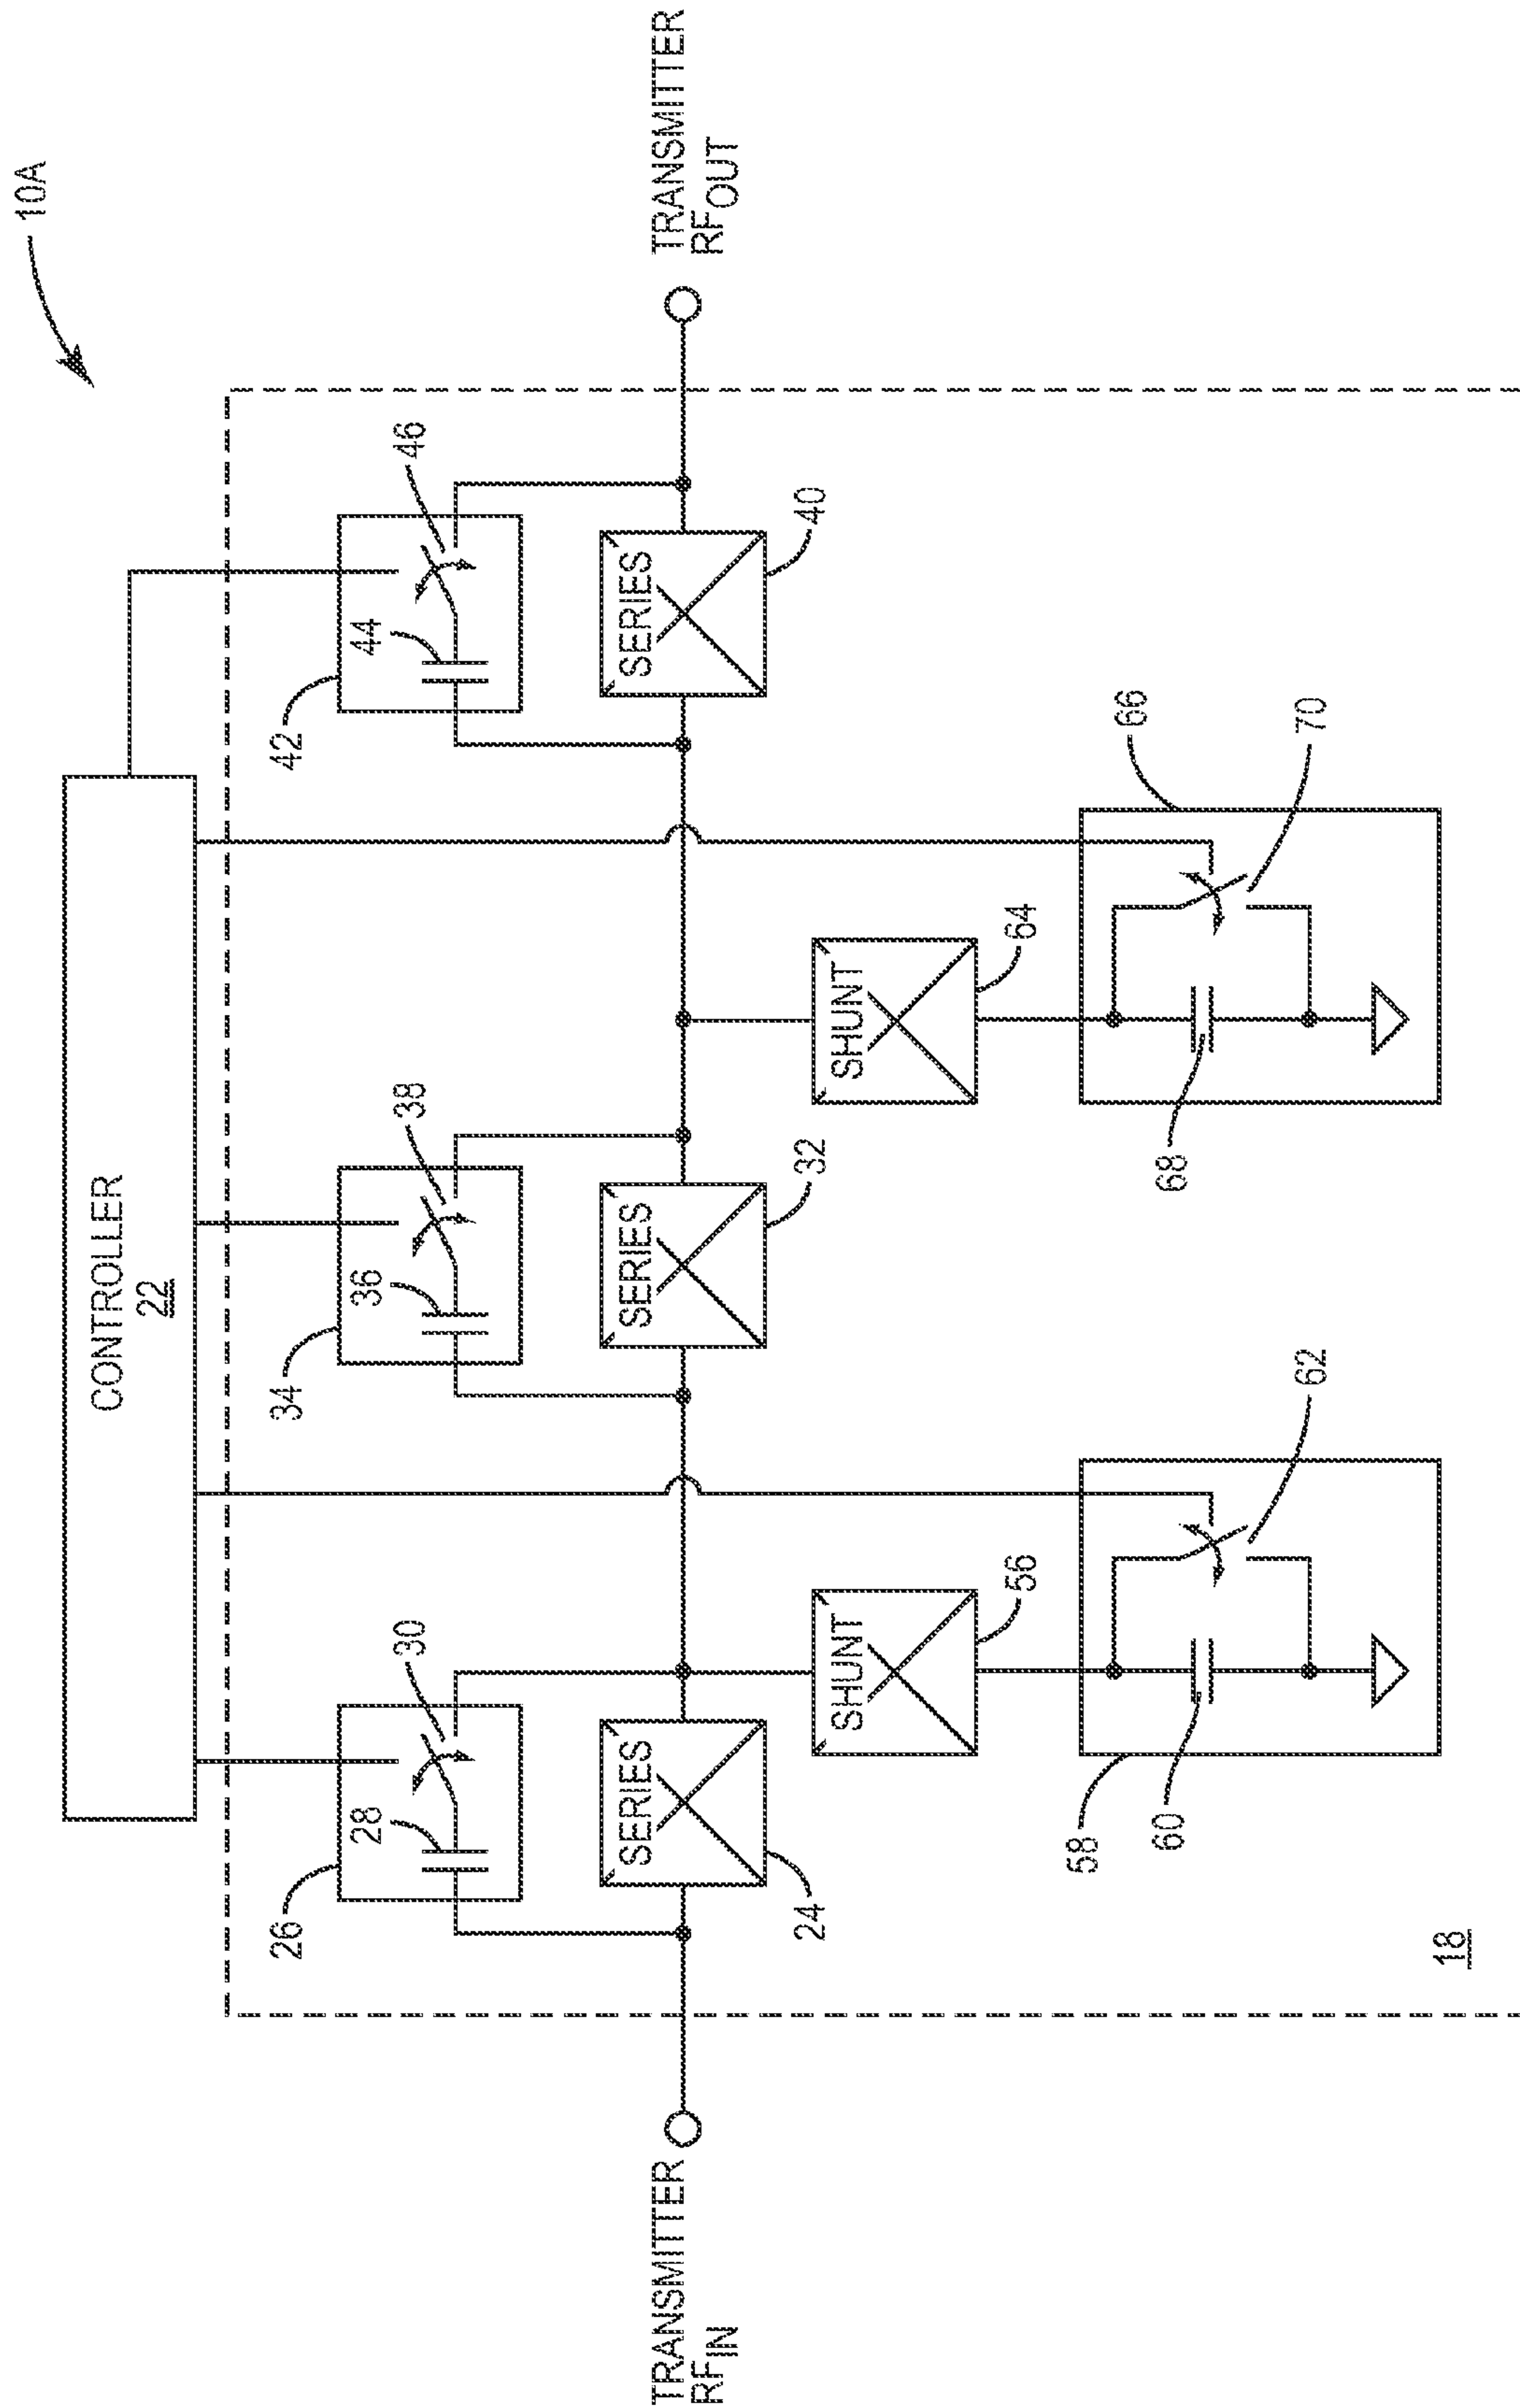 10A
CONTROLLER
22
26
28
30
34
36
38
42
44
46
TRANSMITTER
RFIN
SERIES
24
SERIES
32
SERIES
40
TRANSMITTER
RFOUT
SHUNT
56
SHUNT
64
58
60
62
68
66
70
18